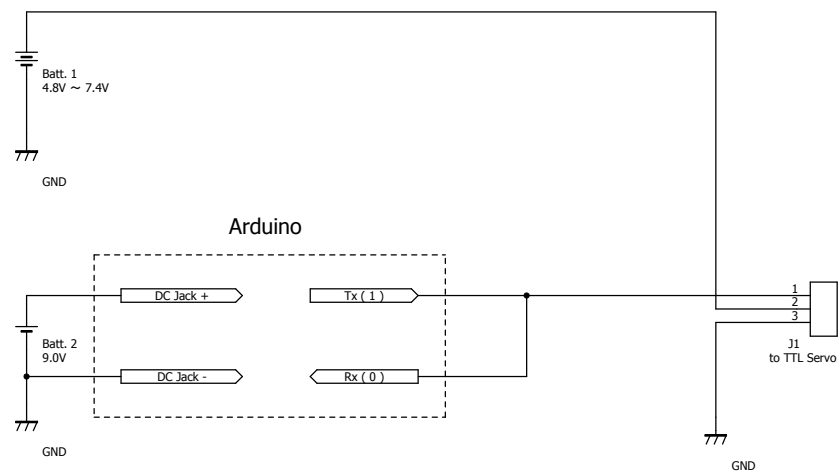 Batt. 1
4.8V ～ 7.4V
GND
Arduino
DC Jack +
Tx ( 1 )
1
2
3
Batt. 2
9.0V
J1
to TTL Servo
DC Jack -
Rx ( 0 )
GND
GND